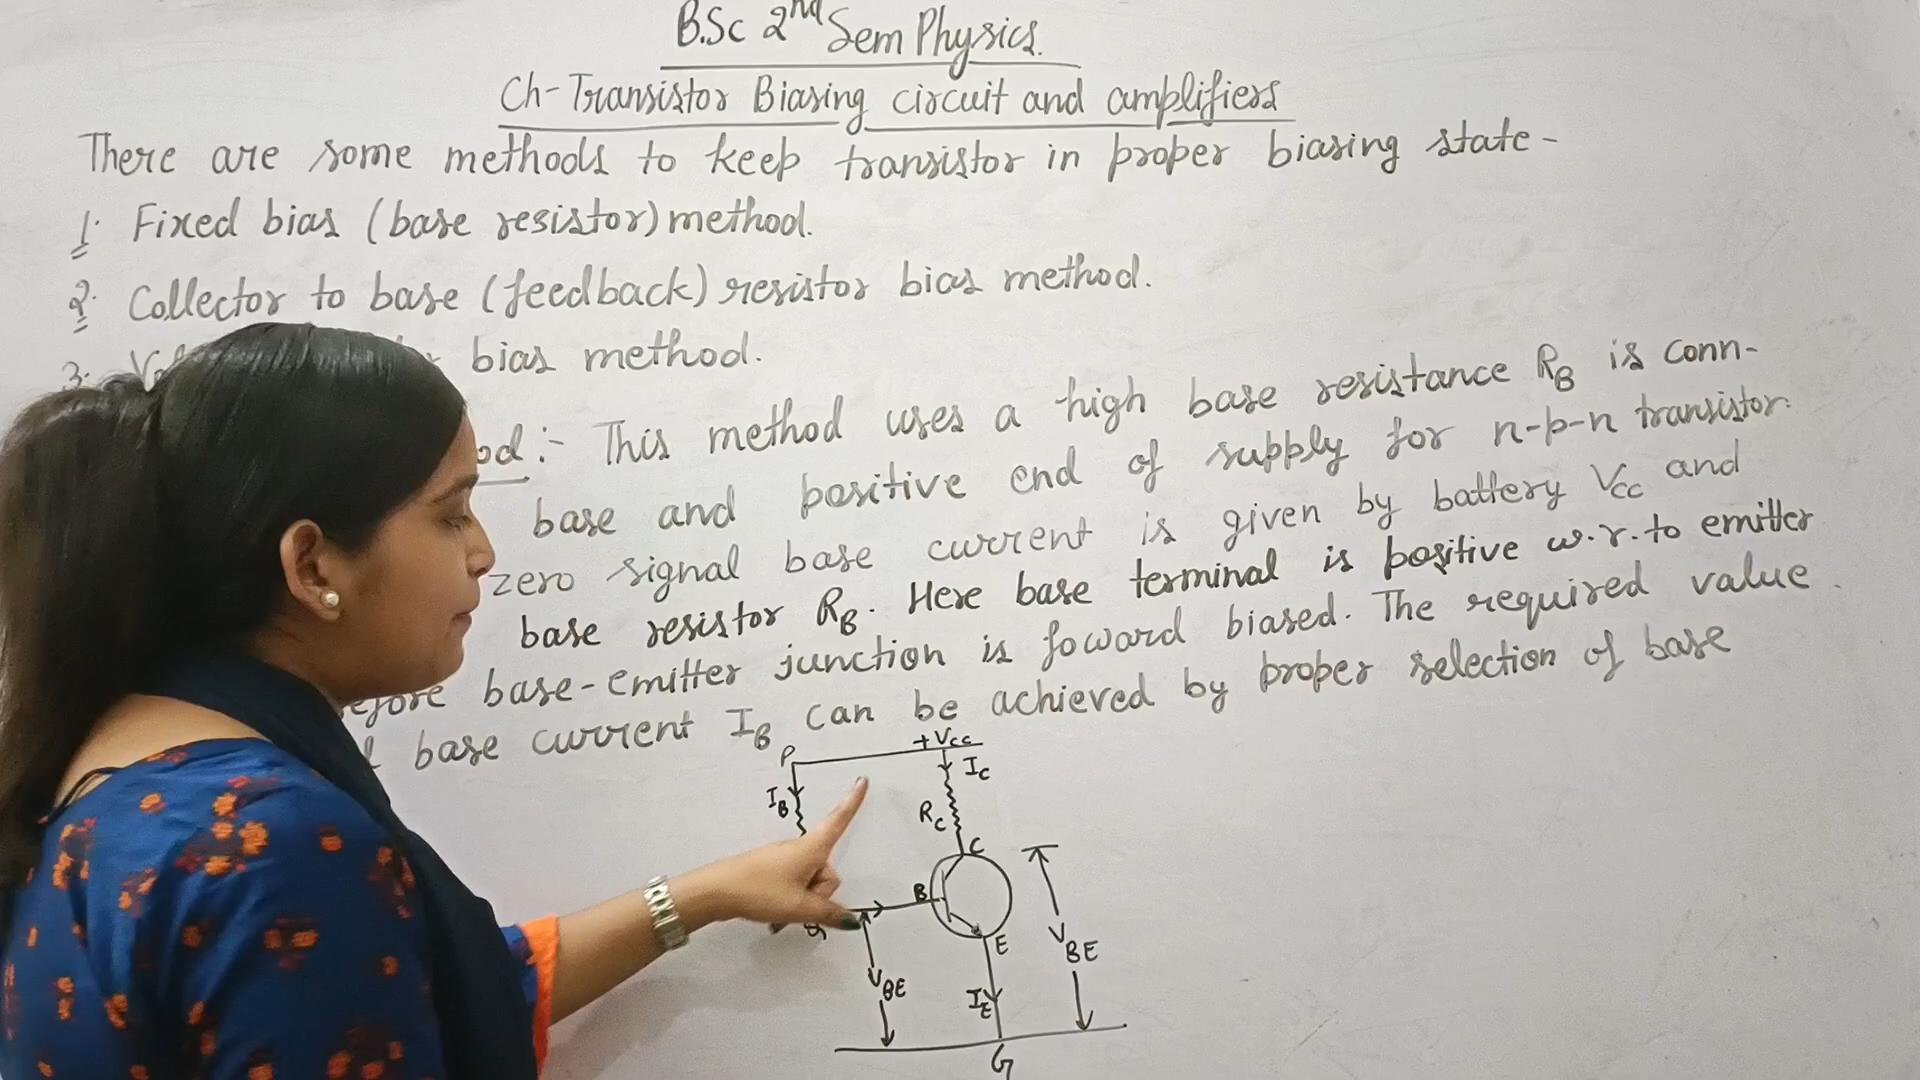 B.Sc 2nd Sem Physics.
Ch-Transistor Biasing circuit and amplifiers
There are some methods to keep transistor in proper biasing state-
1. Fixed bias (base resistor) method.
2. Collector to base (feedback) resistor bias method.
3. bias method.
:- This method uses a high base resistance RB is conn-
base and positive end of supply for n-p-n transistor.
zero signal base current is given by battery Vcc and
base resistor RB. Here base terminal is positive w.r.to emitter
base-emitter junction is foward biased. The required value
base current IB can be achieved by proper selection of base
P +Vcc
IB IC
RC
C
B
E
VBE
VBE
IE
G